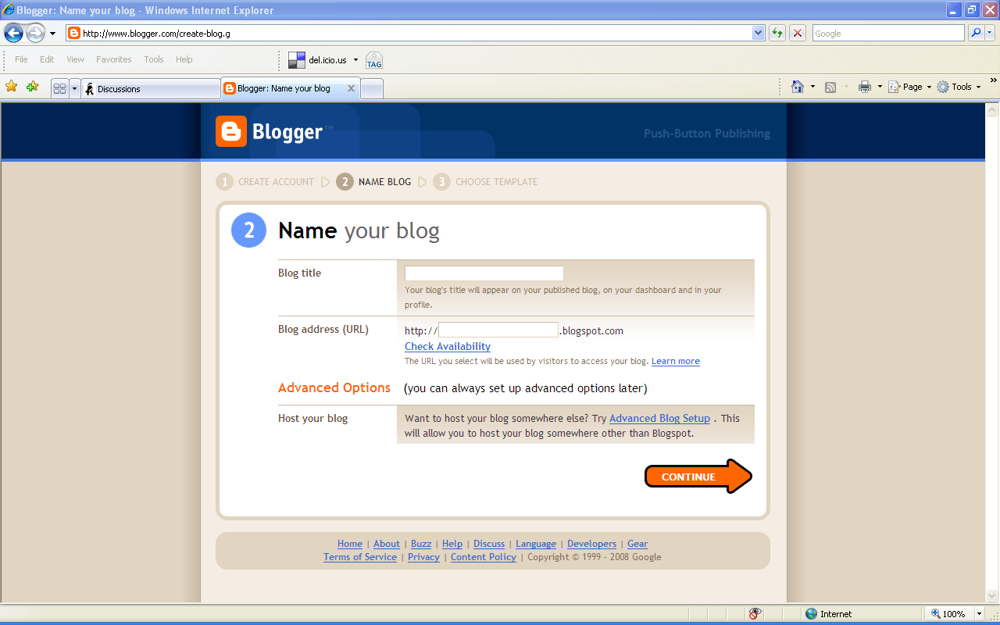 Blogger: Name your blog - Windows Internet Explorer
http://www.blogger.com/create-blog.g
Google
File Edit View Favorites Tools Help
del.icio.us
TAG
Discussions
Blogger: Name your blog
Page
Tools
Blogger™
Push-Button Publishing
1 CREATE ACCOUNT 2 NAME BLOG 3 CHOOSE TEMPLATE
2 Name your blog
Blog title
Your blog's title will appear on your published blog, on your dashboard and in your
profile.
Blog address (URL)
http:// .blogspot.com
Check Availability
The URL you select will be used by visitors to access your blog. Learn more
Advanced Options (you can always set up advanced options later)
Host your blog
Want to host your blog somewhere else? Try Advanced Blog Setup . This
will allow you to host your blog somewhere other than Blogspot.
CONTINUE
Home | About | Buzz | Help | Discuss | Language | Developers | Gear
Terms of Service | Privacy | Content Policy | Copyright © 1999 - 2008 Google
Internet
100%